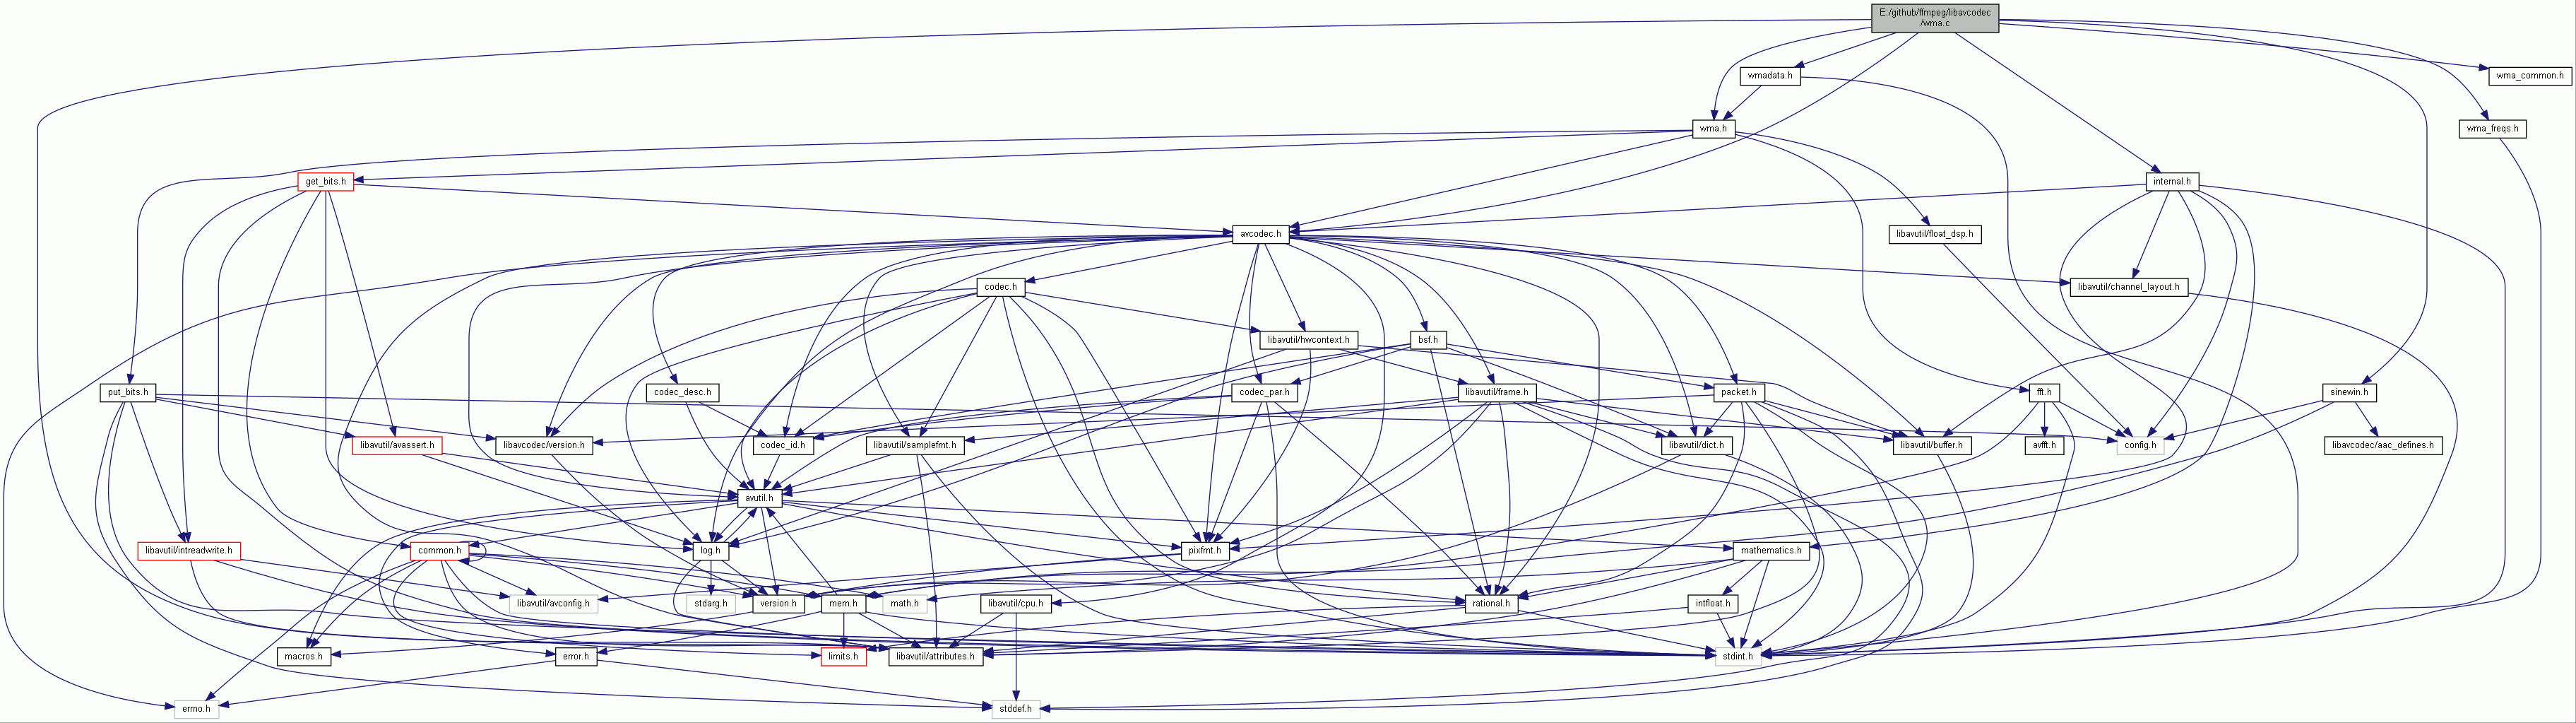 E:/github/ffmpeg/libavcodec
/wma.c
wmadata.h
wma_common.h
wma.h
wma_freqs.h
get_bits.h
internal.h
avcodec.h
libavutil/float_dsp.h
codec.h
libavutil/channel_layout.h
libavutil/hwcontext.h
bsf.h
put_bits.h
codec_desc.h
codec_par.h
libavutil/frame.h
packet.h
fft.h
sinewin.h
libavutil/avassert.h
libavcodec/version.h
codec_id.h
libavutil/samplefmt.h
libavutil/dict.h
libavutil/buffer.h
avfft.h
config.h
libavcodec/aac_defines.h
avutil.h
libavutil/intreadwrite.h
common.h
log.h
pixfmt.h
mathematics.h
libavutil/avconfig.h
stdarg.h
version.h
mem.h
math.h
libavutil/cpu.h
rational.h
intfloat.h
macros.h
error.h
limits.h
libavutil/attributes.h
stdint.h
errno.h
stddef.h